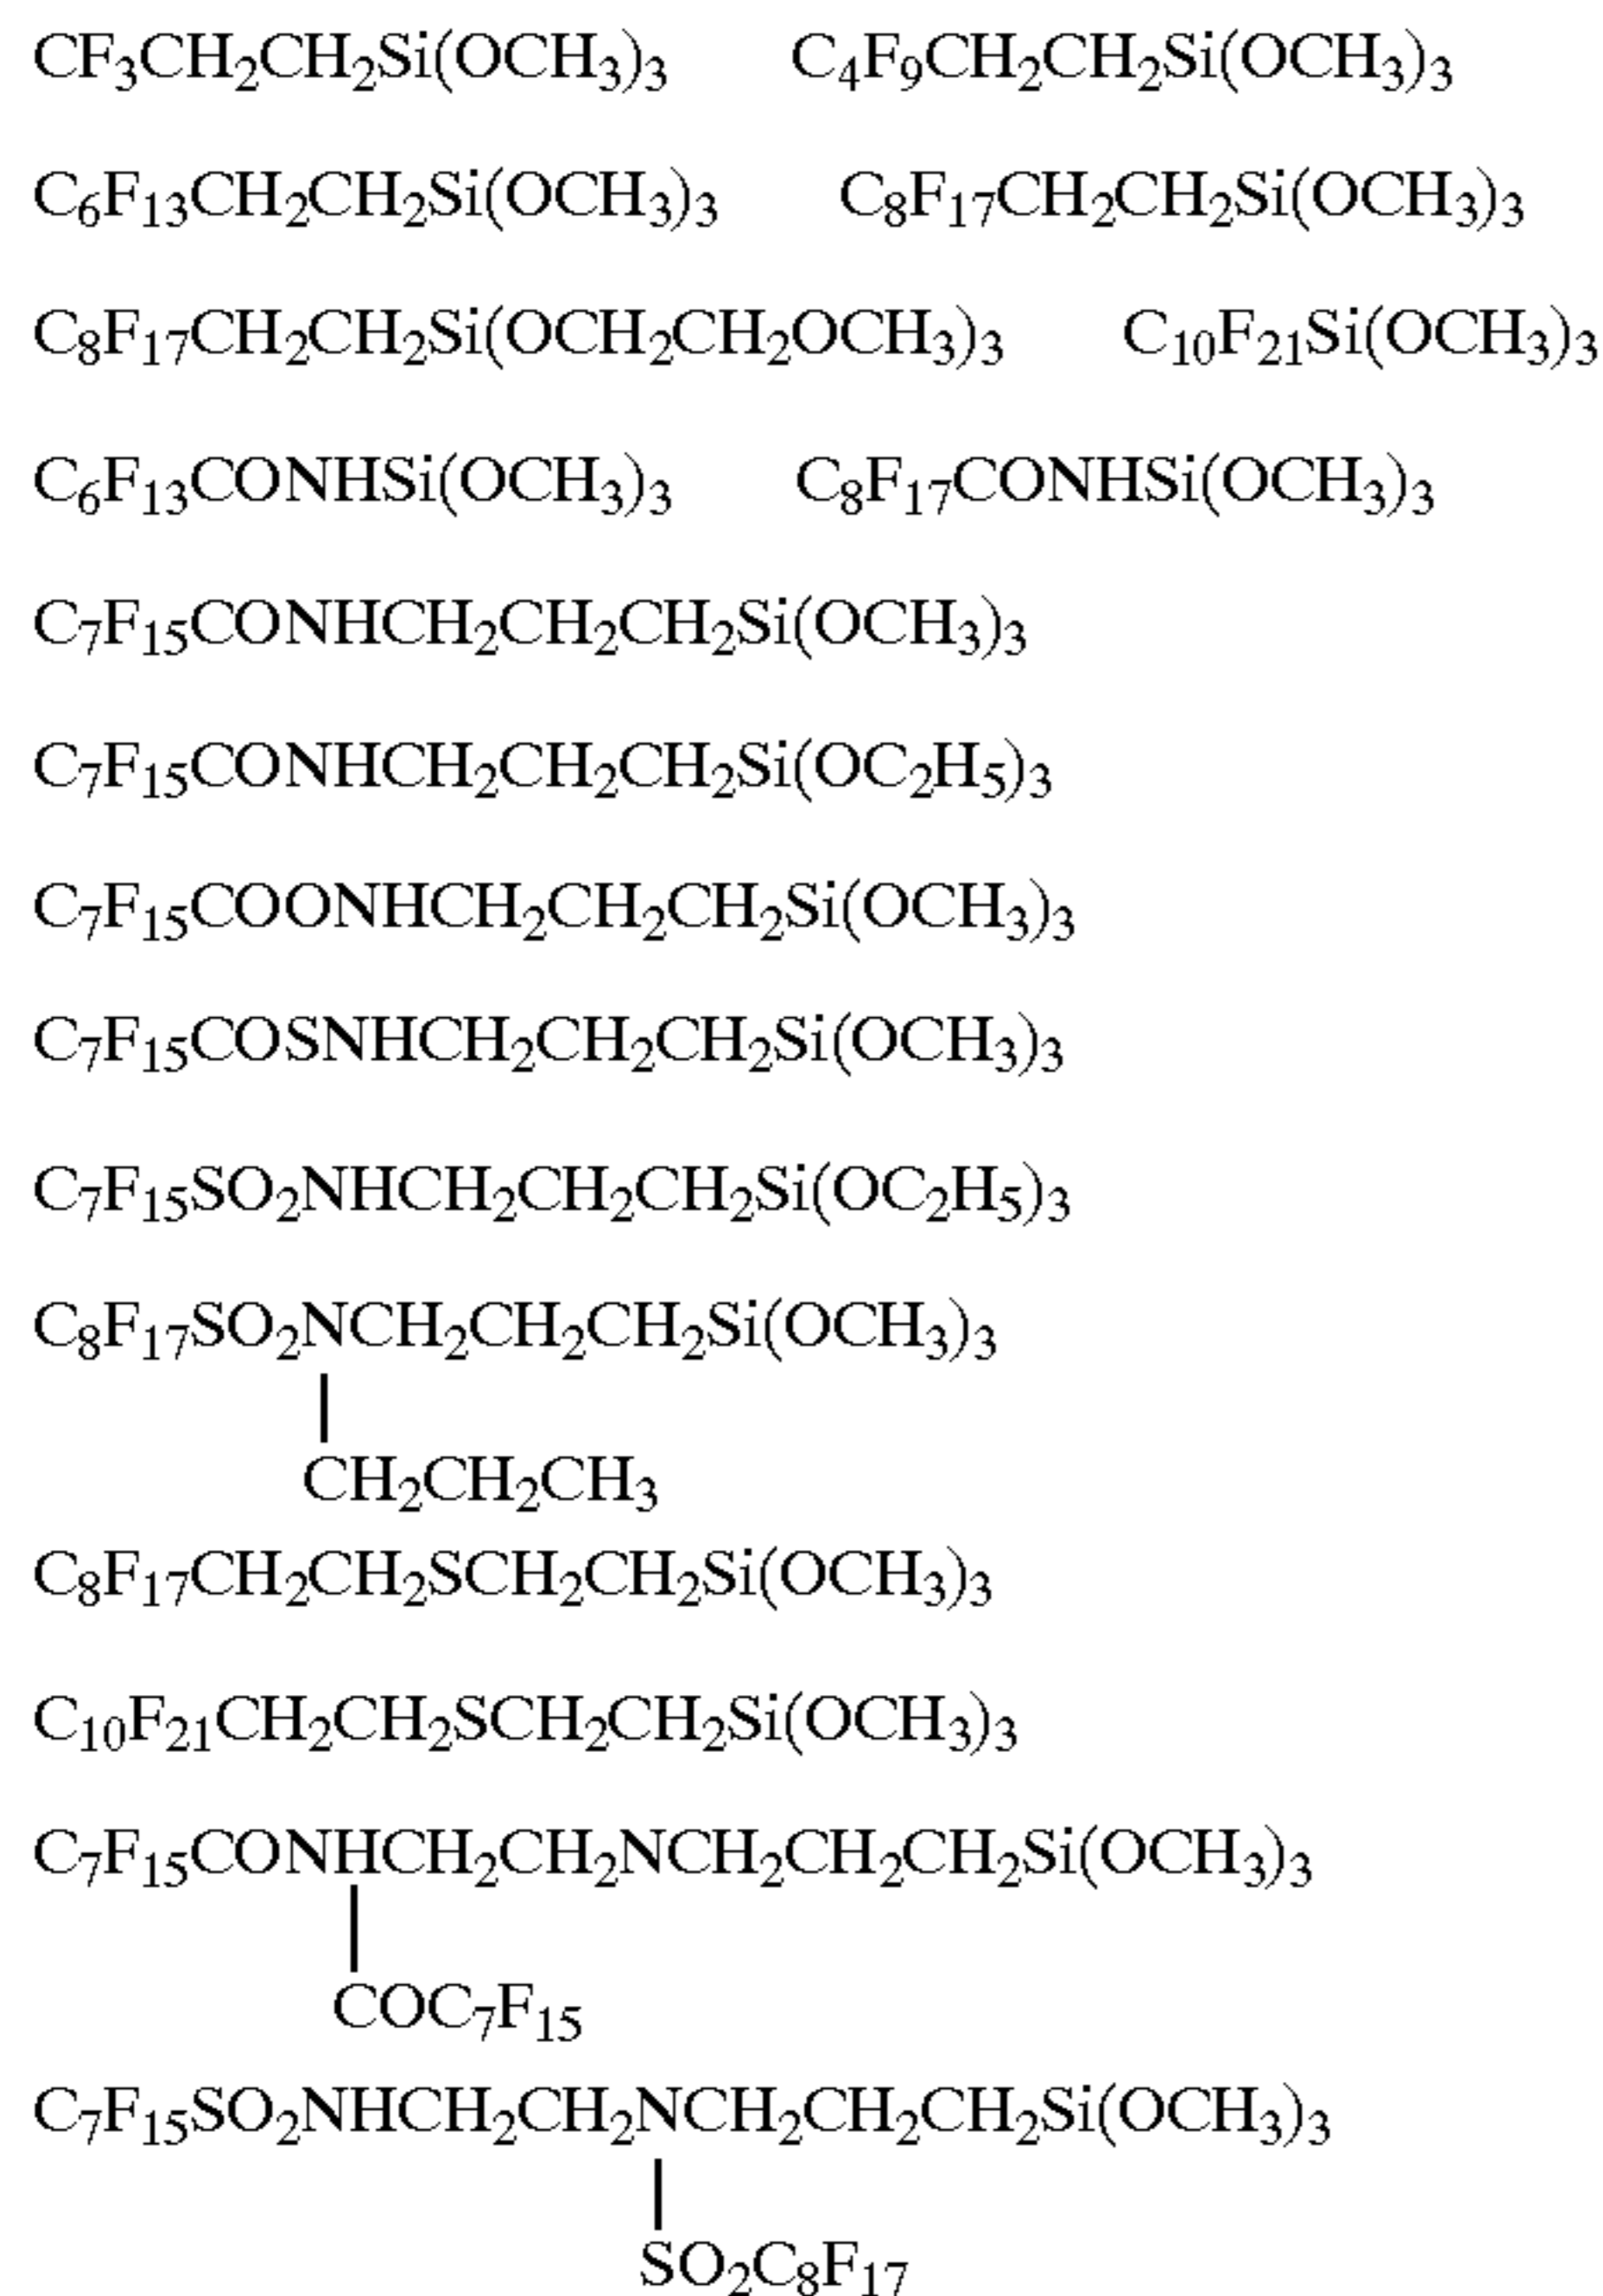 CF₃CH₂CH₂Si(OCH₃)₃ C₄F₉CH₂CH₂Si(OCH₃)₃
C₆F₁₃CH₂CH₂Si(OCH₃)₃ C₈F₁₇CH₂CH₂Si(OCH₃)₃
C₈F₁₇CH₂CH₂Si(OCH₂CH₂OCH₃)₃ C₁₀F₂₁Si(OCH₃)₃
C₆F₁₃CONHSi(OCH₃)₃ C₈F₁₇CONHSi(OCH₃)₃
C₇F₁₅CONHCH₂CH₂CH₂Si(OCH₃)₃
C₇F₁₅CONHCH₂CH₂CH₂Si(OC₂H₅)₃
C₇F₁₅COONHCH₂CH₂CH₂Si(OCH₃)₃
C₇F₁₅COSNHCH₂CH₂CH₂Si(OCH₃)₃
C₇F₁₅SO₂NHCH₂CH₂CH₂Si(OC₂H₅)₃
C₈F₁₇SO₂NCH₂CH₂CH₂Si(OCH₃)₃
CH₂CH₂CH₃
C₈F₁₇CH₂CH₂SCH₂CH₂Si(OCH₃)₃
C₁₀F₂₁CH₂CH₂SCH₂CH₂Si(OCH₃)₃
C₇F₁₅CONHCH₂CH₂NCH₂CH₂CH₂Si(OCH₃)₃
COC₇F₁₅
C₇F₁₅SO₂NHCH₂CH₂NCH₂CH₂CH₂Si(OCH₃)₃
SO₂C₈F₁₇